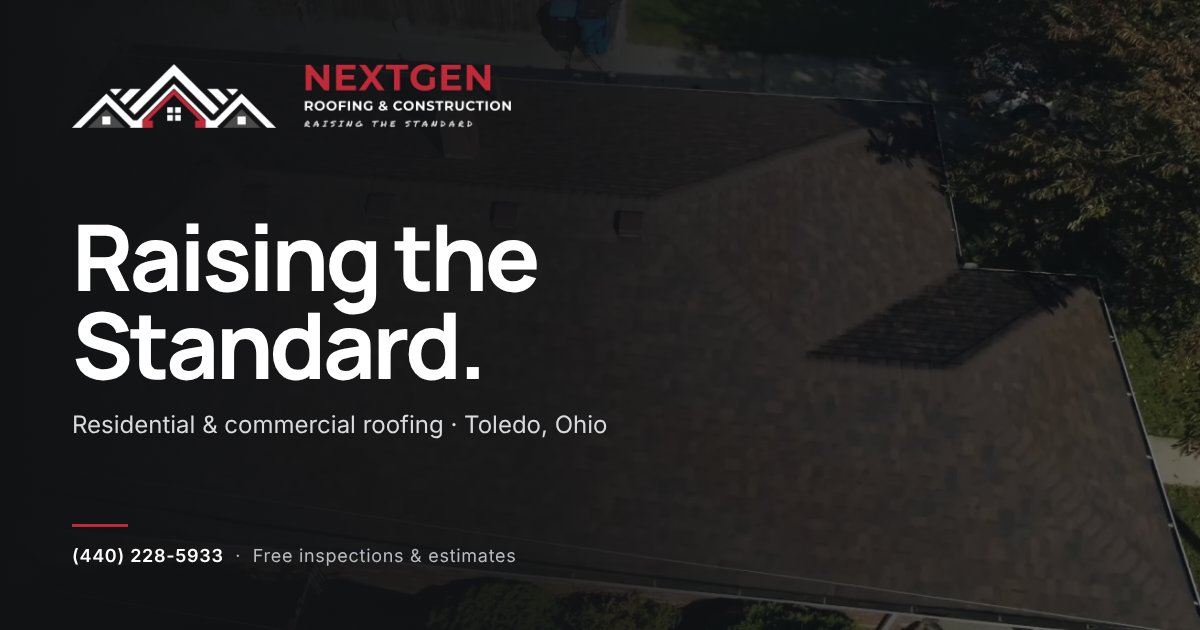 NEXTGEN
ROOFING & CONSTRUCTION
RAISING THE STANDARD
Raising the
Standard.
Residential & commercial roofing · Toledo, Ohio
(440) 228-5933 · Free inspections & estimates